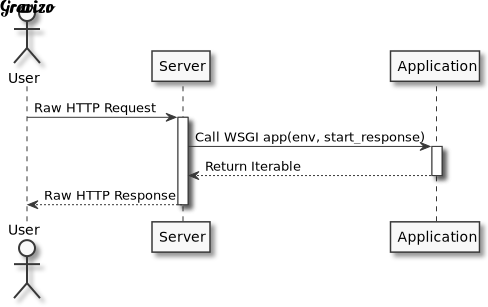 Gravizo
User
Server
Application
Raw HTTP Request
Call WSGI app(env, start_response)
Return Iterable
Raw HTTP Response
User
Server
Application